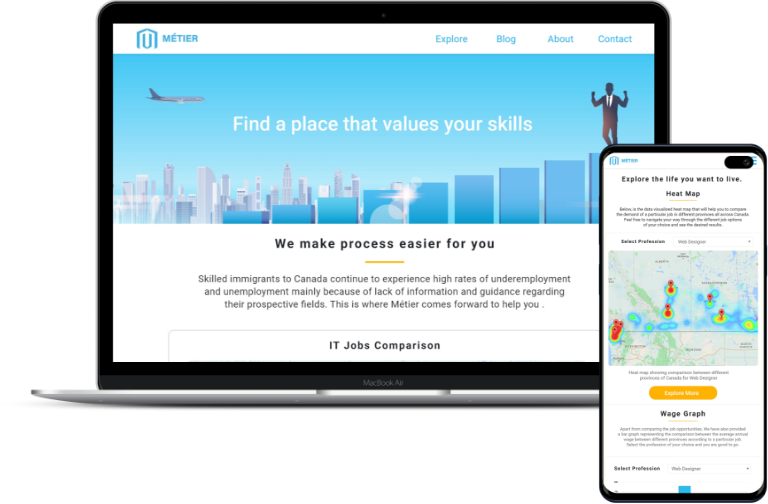 MÉTIER
Explore Blog About Contact
Find a place that values your skills
We make process easier for you
Skilled immigrants to Canada continue to experience high rates of underemployment
and unemployment mainly because of lack of information and guidance regarding
their prospective fields. This is where Métier comes forward to help you .
IT Jobs Comparison
MacBook Air
MÉTIER
Explore the life you want to live.
Heat Map
Below, is the data visualized heat map that will help you to compare
the demand of a particular job in different provinces all across Canada.
Feel free to navigate your way through the different job options
of your choice and see the desired results.
Select Profession Web Designer
ALBERTA
SASKATCHEWAN
WASHINGTON
MONTANA
NORTH
DAKOTA
Heat map showing comparison between different
provinces of Canada for Web Designer
Explore More
Wage Graph
Apart from comparing the job opportunities. We have also provided
a bar graph representing the comparison between the average annual
wage between different provinces according to a particular job.
Select the profession of your choice and you are good to go.
Select Profession Web Designer